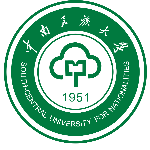 中南民族大学
SOUTH-CENTRAL UNIVERSITY FOR NATIONALITIES
1951